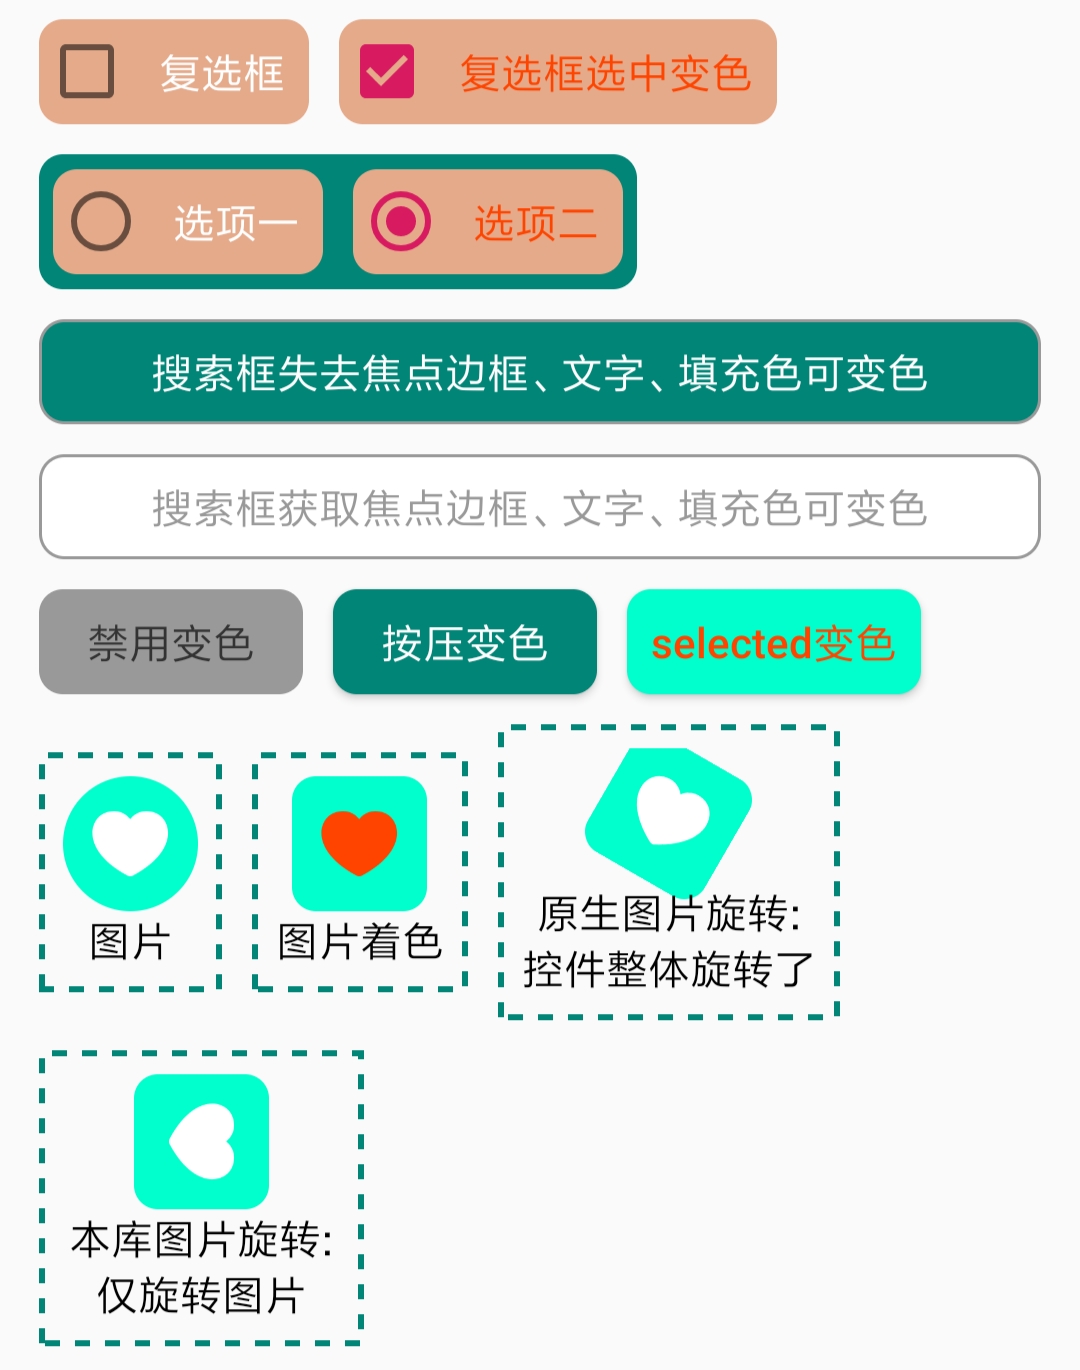 复选框
复选框选中变色
选项一
选项二
搜索框失去焦点边框、文字、填充色可变色
搜索框获取焦点边框、文字、填充色可变色
禁用变色
按压变色
selected变色
图片
图片着色
原生图片旋转:
控件整体旋转了
本库图片旋转:
仅旋转图片